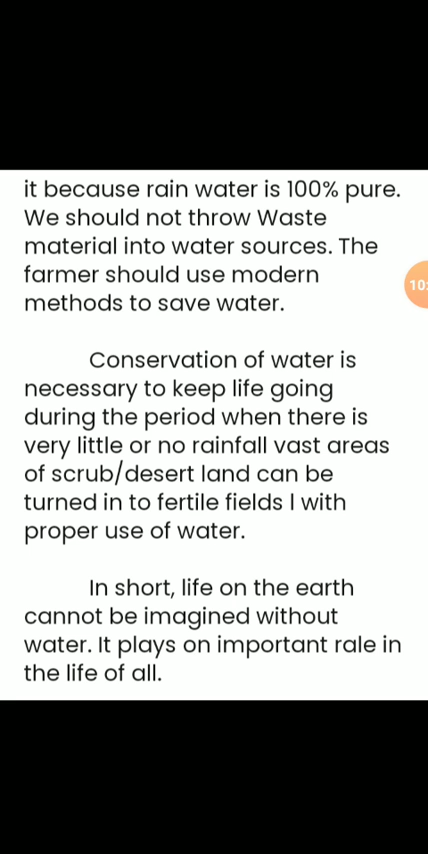 it because rain water is 100% pure.
We should not throw Waste
material into water sources. The
farmer should use modern
methods to save water.
Conservation of water is
necessary to keep life going
during the period when there is
very little or no rainfall vast areas
of scrub/desert land can be
turned in to fertile fields I with
proper use of water.
In short, life on the earth
cannot be imagined without
water. It plays on important rale in
the life of all.
10: